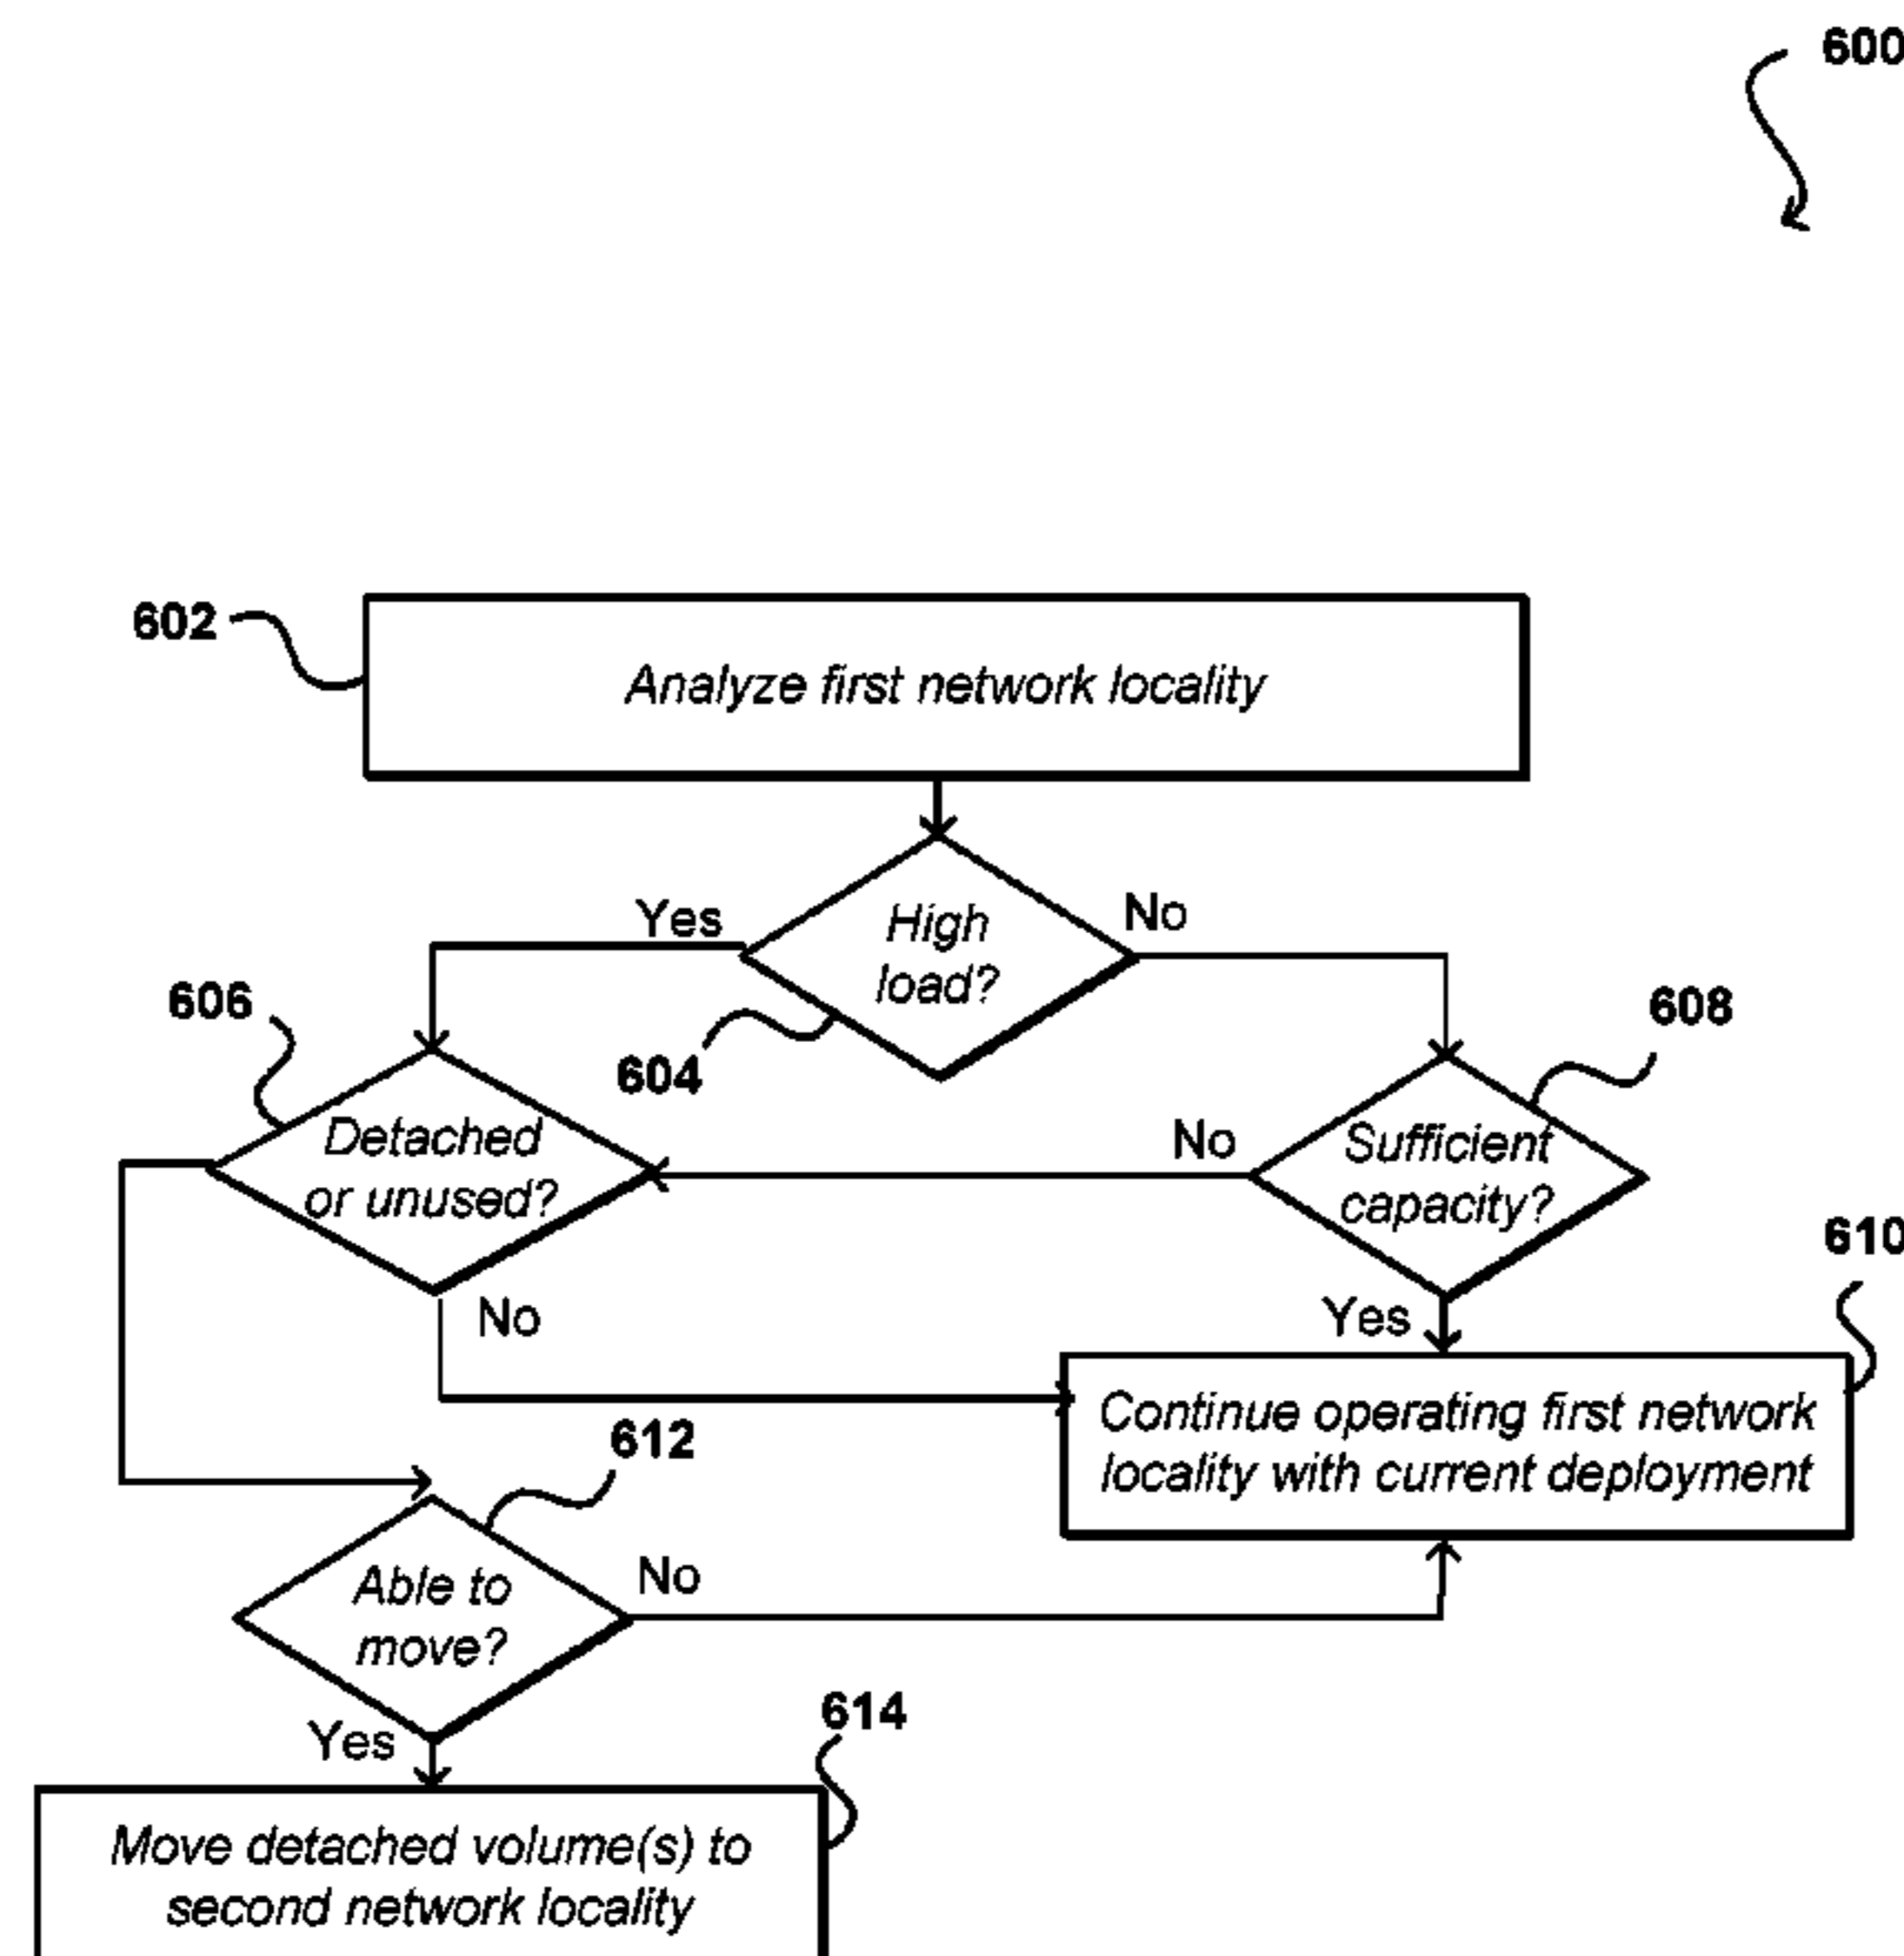 600
602
Analyze first network locality
Yes
High
load?
No
606
604
608
Detached
or unused?
No
Sufficient
capacity?
610
No
Yes
Continue operating first network
locality with current deployment
612
Able to
move?
No
Yes
614
Move detached volume(s) to
second network locality